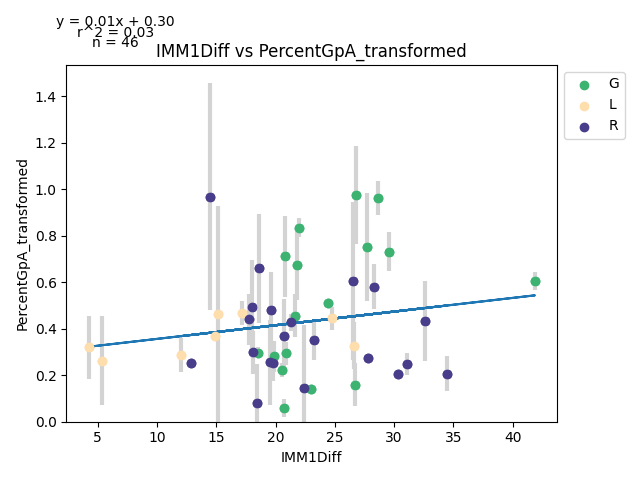 y = 0.01x + 0.30
r^2 = 0.03
n = 46
IMM1Diff vs PercentGpA_transformed
G
L
R
PercentGpA_transformed
1.4
1.2
1.0
0.8
0.6
0.4
0.2
0.0
5 10 15 20 25 30 35 40
IMM1Diff